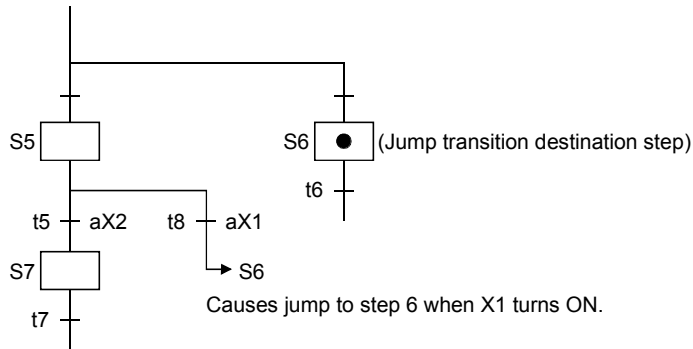 S5
S6 (Jump transition destination step)
t6
t5 aX2 t8 aX1
S7 S6
Causes jump to step 6 when X1 turns ON.
t7